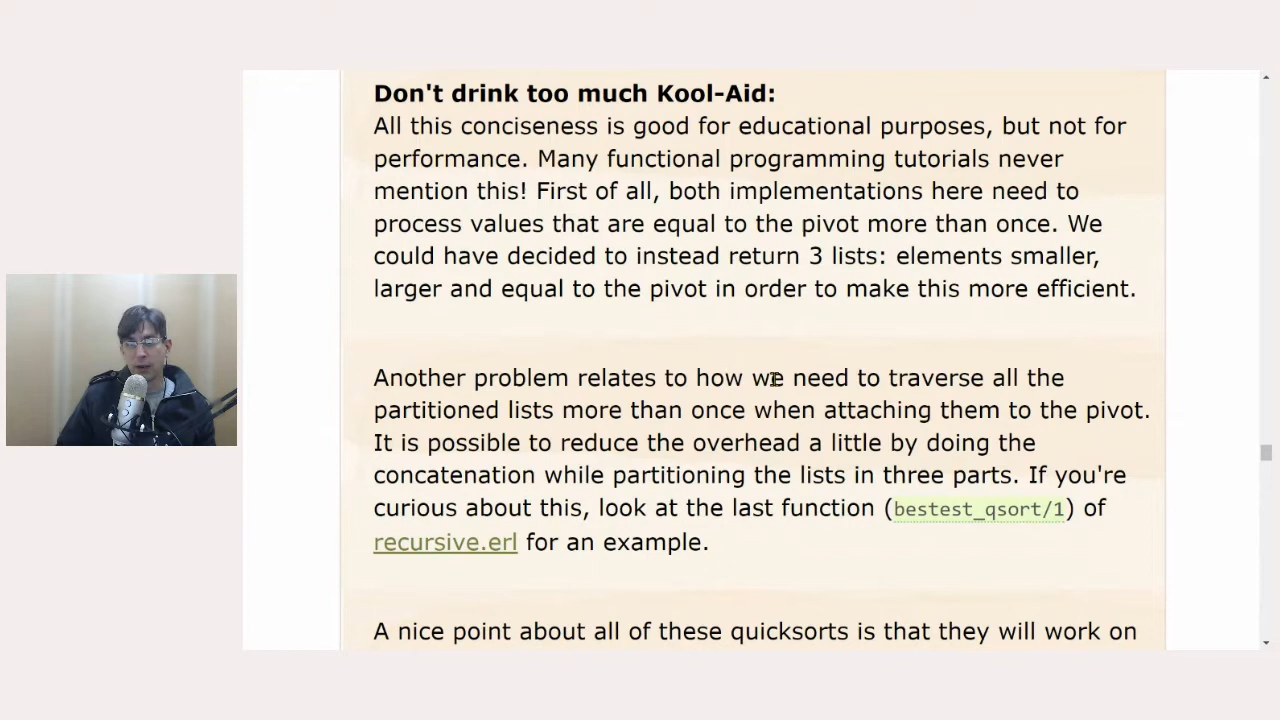 Don't drink too much Kool-Aid:
All this conciseness is good for educational purposes, but not for
performance. Many functional programming tutorials never
mention this! First of all, both implementations here need to
process values that are equal to the pivot more than once. We
could have decided to instead return 3 lists: elements smaller,
larger and equal to the pivot in order to make this more efficient.
Another problem relates to how we need to traverse all the
partitioned lists more than once when attaching them to the pivot.
It is possible to reduce the overhead a little by doing the
concatenation while partitioning the lists in three parts. If you're
curious about this, look at the last function (bestest_qsort/1) of
recursive.erl for an example.
A nice point about all of these quicksorts is that they will work on